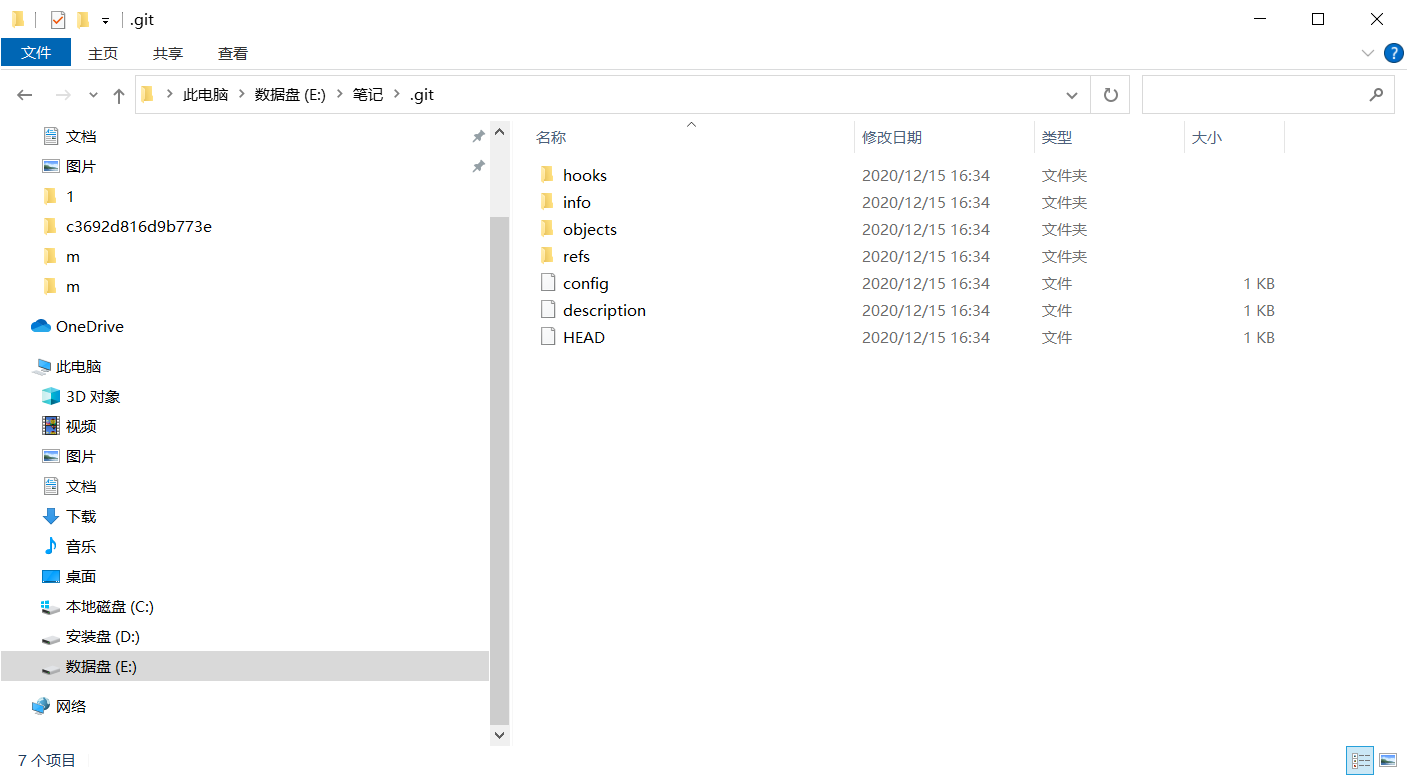 .git
文件 主页 共享 查看
此电脑 数据盘 (E:) 笔记 .git
文档
图片
1
c3692d816d9b773e
m
m
OneDrive
此电脑
3D 对象
视频
图片
文档
下载
音乐
桌面
本地磁盘 (C:)
安装盘 (D:)
数据盘 (E:)
网络
名称 修改日期 类型 大小
hooks 2020/12/15 16:34 文件夹
info 2020/12/15 16:34 文件夹
objects 2020/12/15 16:34 文件夹
refs 2020/12/15 16:34 文件夹
config 2020/12/15 16:34 文件 1 KB
description 2020/12/15 16:34 文件 1 KB
HEAD 2020/12/15 16:34 文件 1 KB
7 个项目